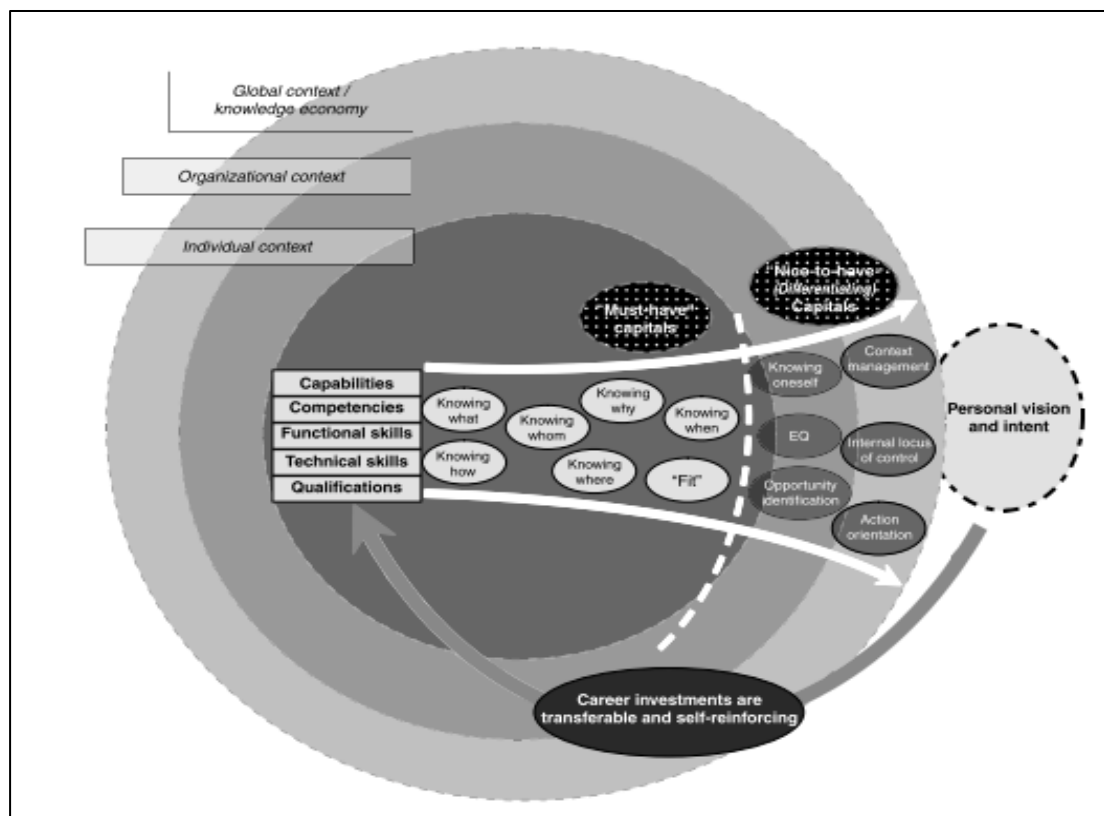 Global context /
knowledge economy
Organizational context
Individual context
"Nice-to-have"
(Differentiating)
Capitals
"Must-have"
capitals
Capabilities
Competencies
Functional skills
Technical skills
Qualifications
Knowing
what
Knowing
how
Knowing
whom
Knowing
why
Knowing
where
Knowing
when
"Fit"
Knowing
oneself
EQ
Opportunity
identification
Context
management
Internal locus
of control
Action
orientation
Personal vision
and intent
Career investments are
transferable and self-reinforcing